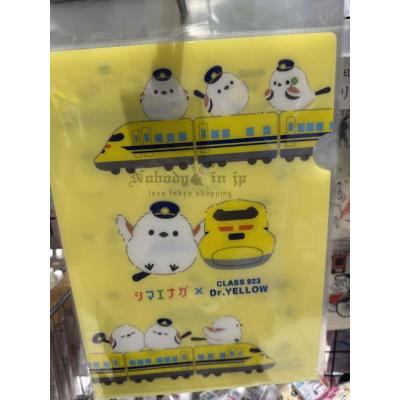 Nobody in jp
love tokyo shopping
シマエナガ × CLASS 923
Dr.YELLOW